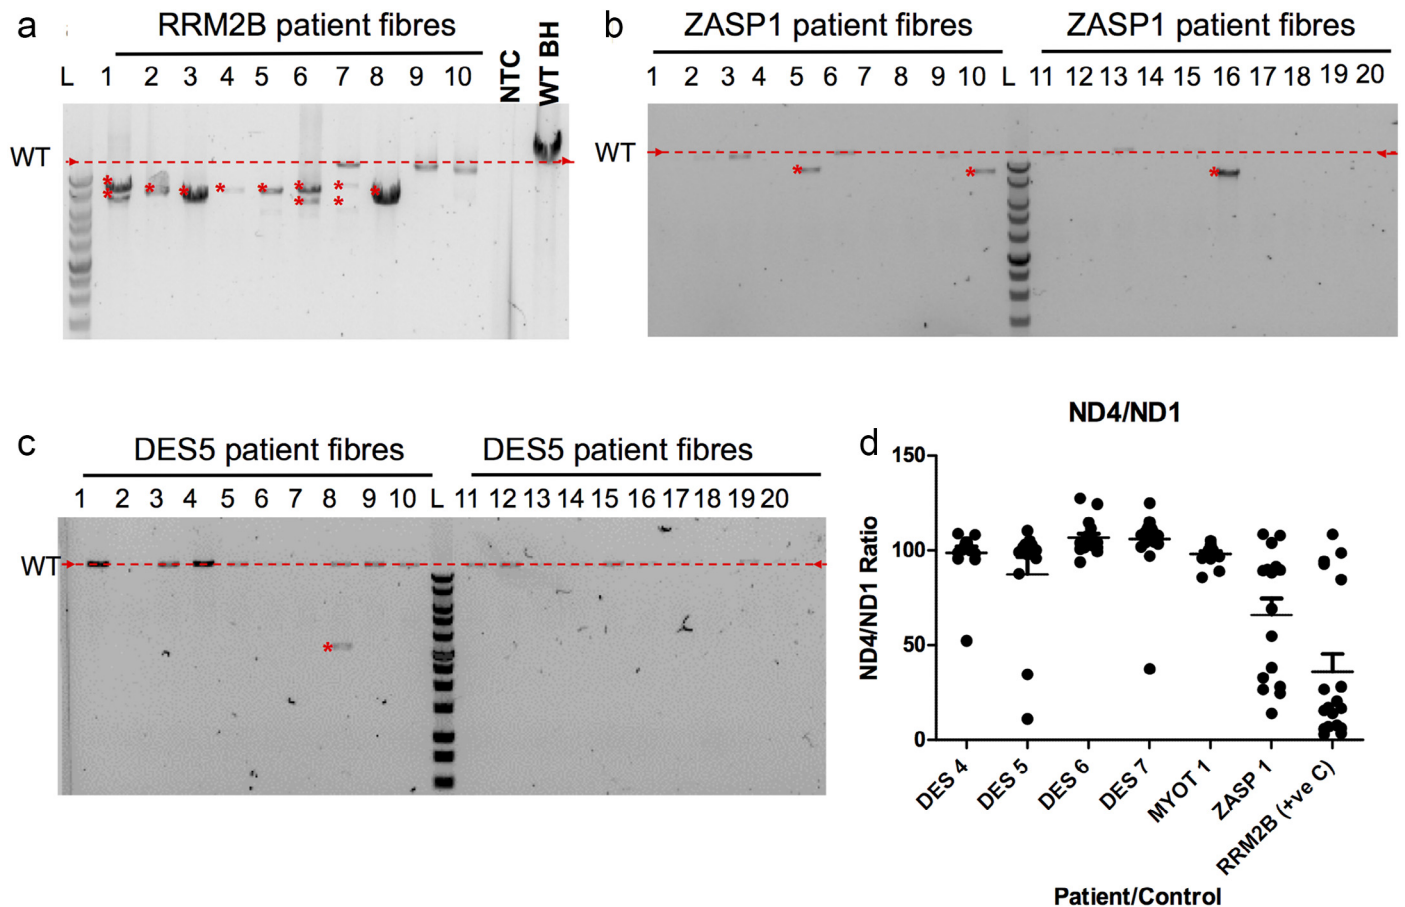 a
RRM2B patient fibres
L 1 2 3 4 5 6 7 8 9 10 NTC WT BH
WT
* * * * * * * * * * * *
b
ZASP1 patient fibres ZASP1 patient fibres
1 2 3 4 5 6 7 8 9 10 L 11 12 13 14 15 16 17 18 19 20
WT
* * *
c
DES5 patient fibres DES5 patient fibres
1 2 3 4 5 6 7 8 9 10 L 11 12 13 14 15 16 17 18 19 20
WT
*
d
ND4/ND1
ND4/ND1 Ratio
150
100
50
0
DES 4 DES 5 DES 6 DES 7 MYOT 1 ZASP 1 RRM2B (+ve C)
Patient/Control